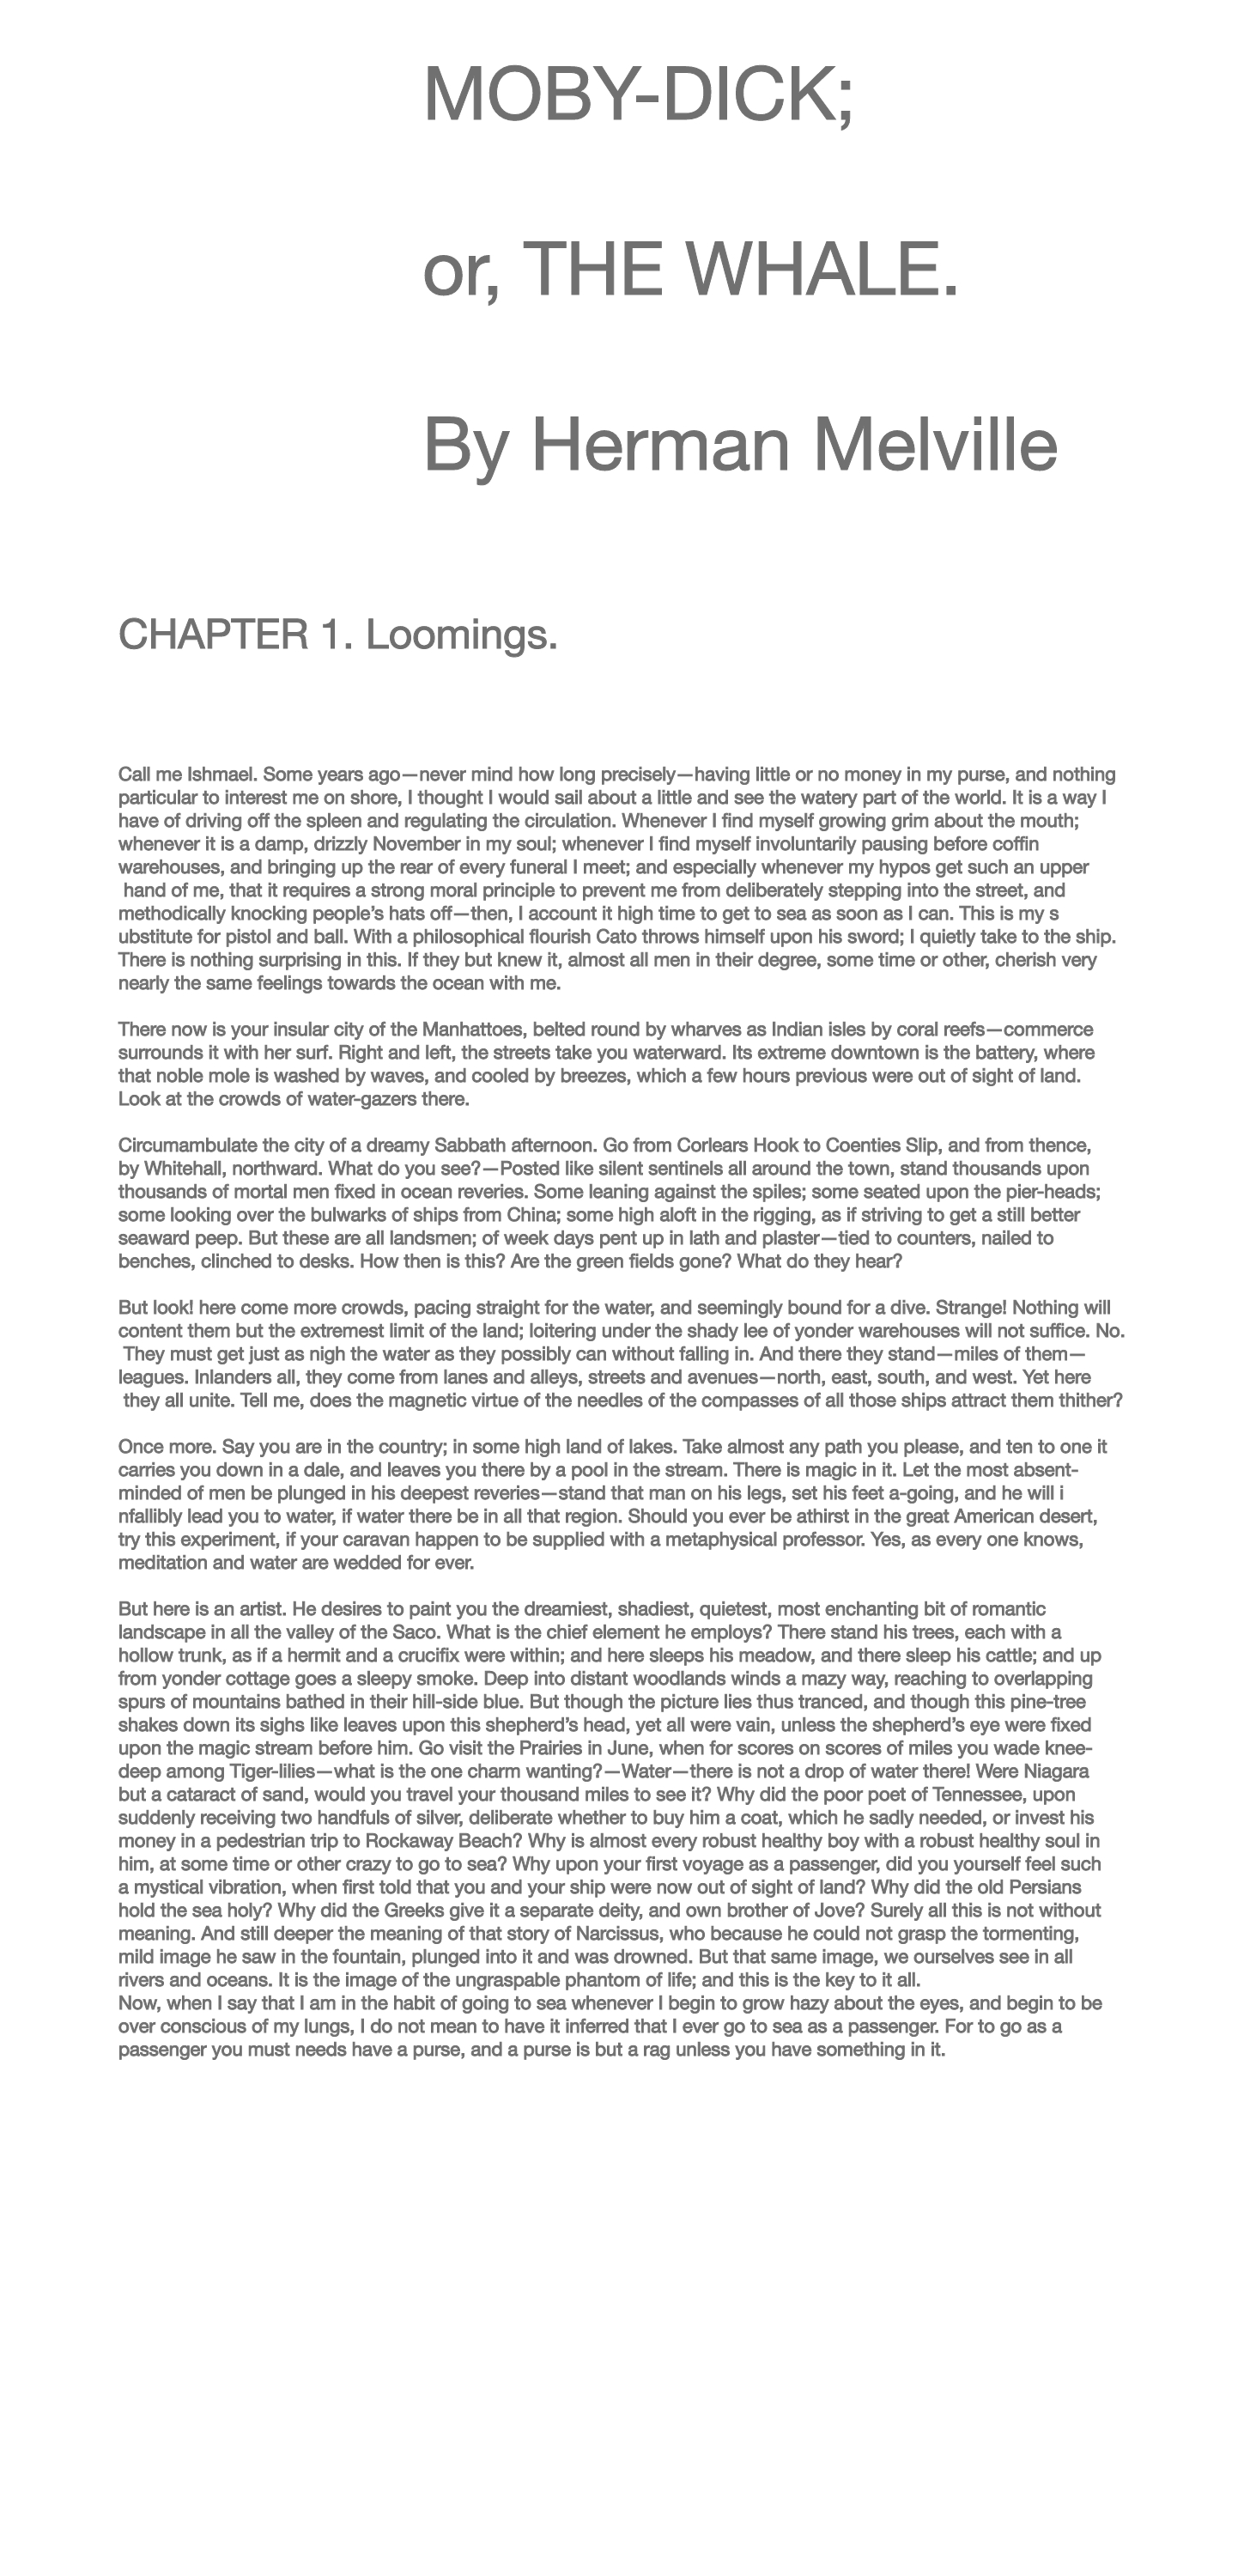 MOBY-DICK;
or, THE WHALE.
By Herman Melville
CHAPTER 1. Loomings.
Call me Ishmael. Some years ago—never mind how long precisely—having little or no money in my purse, and nothing
particular to interest me on shore, I thought I would sail about a little and see the watery part of the world. It is a way I
have of driving off the spleen and regulating the circulation. Whenever I find myself growing grim about the mouth;
whenever it is a damp, drizzly November in my soul; whenever I find myself involuntarily pausing before coffin
warehouses, and bringing up the rear of every funeral I meet; and especially whenever my hypos get such an upper
hand of me, that it requires a strong moral principle to prevent me from deliberately stepping into the street, and
methodically knocking people’s hats off—then, I account it high time to get to sea as soon as I can. This is my s
ubstitute for pistol and ball. With a philosophical flourish Cato throws himself upon his sword; I quietly take to the ship.
There is nothing surprising in this. If they but knew it, almost all men in their degree, some time or other, cherish very
nearly the same feelings towards the ocean with me.
There now is your insular city of the Manhattoes, belted round by wharves as Indian isles by coral reefs—commerce
surrounds it with her surf. Right and left, the streets take you waterward. Its extreme downtown is the battery, where
that noble mole is washed by waves, and cooled by breezes, which a few hours previous were out of sight of land.
Look at the crowds of water-gazers there.
Circumambulate the city of a dreamy Sabbath afternoon. Go from Corlears Hook to Coenties Slip, and from thence,
by Whitehall, northward. What do you see?—Posted like silent sentinels all around the town, stand thousands upon
thousands of mortal men fixed in ocean reveries. Some leaning against the spiles; some seated upon the pier-heads;
some looking over the bulwarks of ships from China; some high aloft in the rigging, as if striving to get a still better
seaward peep. But these are all landsmen; of week days pent up in lath and plaster—tied to counters, nailed to
benches, clinched to desks. How then is this? Are the green fields gone? What do they hear?
But look! here come more crowds, pacing straight for the water, and seemingly bound for a dive. Strange! Nothing will
content them but the extremest limit of the land; loitering under the shady lee of yonder warehouses will not suffice. No.
They must get just as nigh the water as they possibly can without falling in. And there they stand—miles of them—
leagues. Inlanders all, they come from lanes and alleys, streets and avenues—north, east, south, and west. Yet here
they all unite. Tell me, does the magnetic virtue of the needles of the compasses of all those ships attract them thither?
Once more. Say you are in the country; in some high land of lakes. Take almost any path you please, and ten to one it
carries you down in a dale, and leaves you there by a pool in the stream. There is magic in it. Let the most absent-
minded of men be plunged in his deepest reveries—stand that man on his legs, set his feet a-going, and he will i
nfallibly lead you to water, if water there be in all that region. Should you ever be athirst in the great American desert,
try this experiment, if your caravan happen to be supplied with a metaphysical professor. Yes, as every one knows,
meditation and water are wedded for ever.
But here is an artist. He desires to paint you the dreamiest, shadiest, quietest, most enchanting bit of romantic
landscape in all the valley of the Saco. What is the chief element he employs? There stand his trees, each with a
hollow trunk, as if a hermit and a crucifix were within; and here sleeps his meadow, and there sleep his cattle; and up
from yonder cottage goes a sleepy smoke. Deep into distant woodlands winds a mazy way, reaching to overlapping
spurs of mountains bathed in their hill-side blue. But though the picture lies thus tranced, and though this pine-tree
shakes down its sighs like leaves upon this shepherd’s head, yet all were vain, unless the shepherd’s eye were fixed
upon the magic stream before him. Go visit the Prairies in June, when for scores on scores of miles you wade knee-
deep among Tiger-lilies—what is the one charm wanting?—Water—there is not a drop of water there! Were Niagara
but a cataract of sand, would you travel your thousand miles to see it? Why did the poor poet of Tennessee, upon
suddenly receiving two handfuls of silver, deliberate whether to buy him a coat, which he sadly needed, or invest his
money in a pedestrian trip to Rockaway Beach? Why is almost every robust healthy boy with a robust healthy soul in
him, at some time or other crazy to go to sea? Why upon your first voyage as a passenger, did you yourself feel such
a mystical vibration, when first told that you and your ship were now out of sight of land? Why did the old Persians
hold the sea holy? Why did the Greeks give it a separate deity, and own brother of Jove? Surely all this is not without
meaning. And still deeper the meaning of that story of Narcissus, who because he could not grasp the tormenting,
mild image he saw in the fountain, plunged into it and was drowned. But that same image, we ourselves see in all
rivers and oceans. It is the image of the ungraspable phantom of life; and this is the key to it all.
Now, when I say that I am in the habit of going to sea whenever I begin to grow hazy about the eyes, and begin to be
over conscious of my lungs, I do not mean to have it inferred that I ever go to sea as a passenger. For to go as a
passenger you must needs have a purse, and a purse is but a rag unless you have something in it.